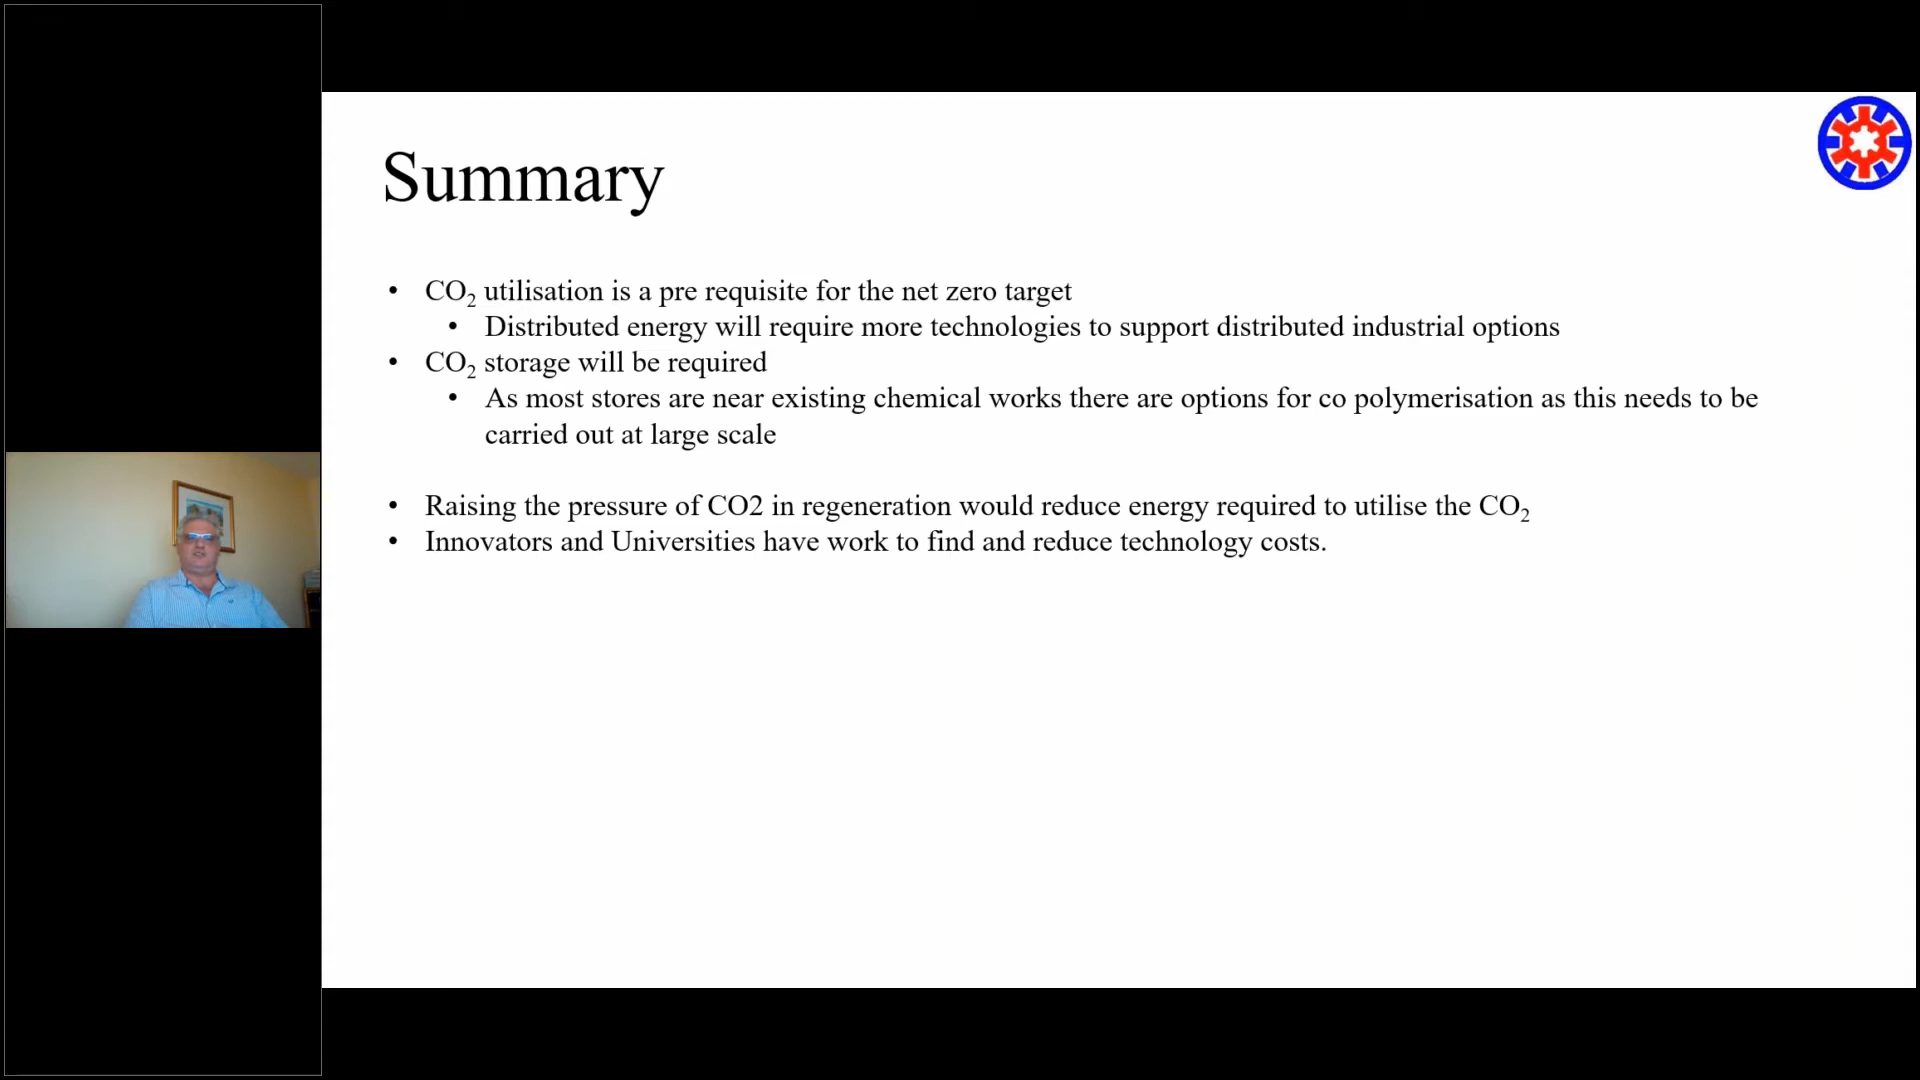 Summary
• CO₂ utilisation is a pre requisite for the net zero target
• Distributed energy will require more technologies to support distributed industrial options
• CO₂ storage will be required
• As most stores are near existing chemical works there are options for co polymerisation as this needs to be
carried out at large scale
• Raising the pressure of CO2 in regeneration would reduce energy required to utilise the CO₂
• Innovators and Universities have work to find and reduce technology costs.